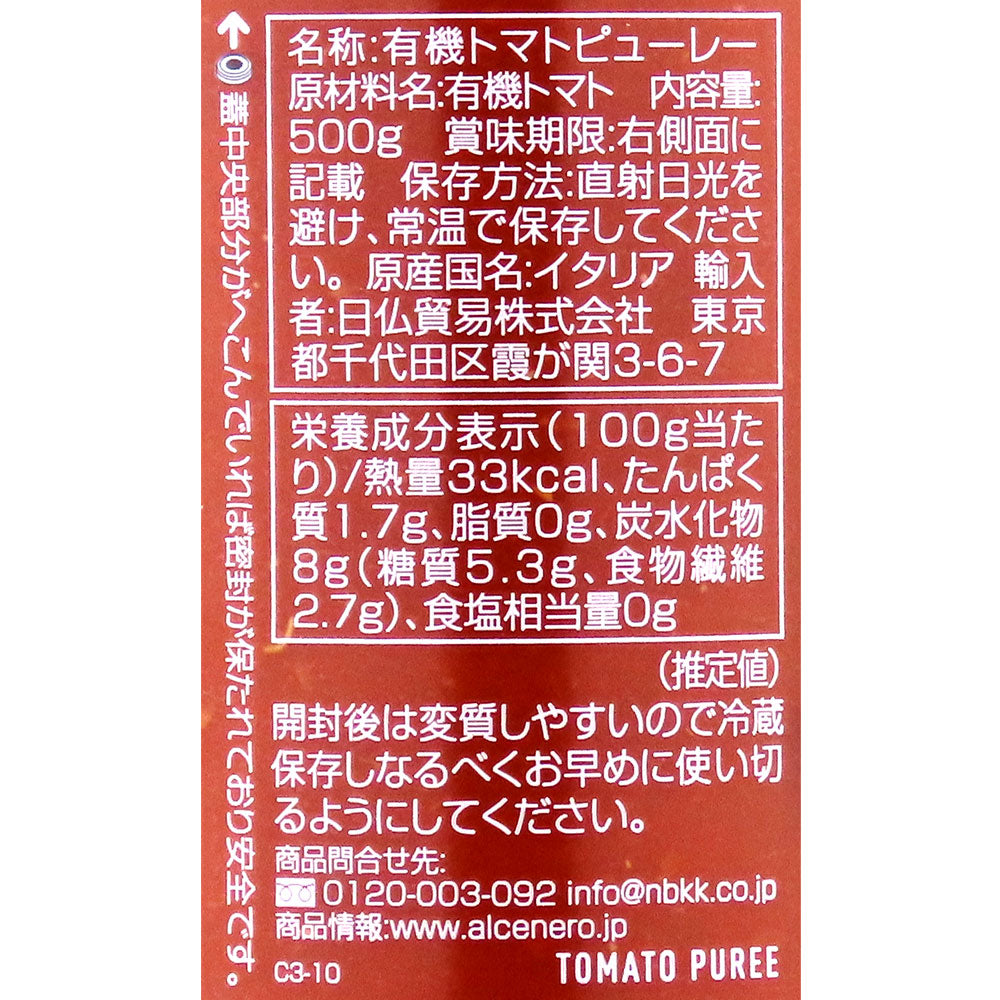 名称:有機トマトピューレー
原材料名:有機トマト　内容量:
500g　賞味期限:右側面に
記載　保存方法:直射日光を
避け、常温で保存してくださ
い。原産国名:イタリア 輸入
者:日仏貿易株式会社　東京
都千代田区霞が関3-6-7
栄養成分表示(100g当た
り)/熱量33kcal、たんぱく
質1.7g、脂質0g、炭水化物
8g(糖質5.3g、食物繊維
2.7g)、食塩相当量0g
(推定値)
開封後は変質しやすいので冷蔵
保存しなるべくお早めに使い切
るようにしてください。
商品問合せ先:
0120-003-092 info@nbkk.co.jp
商品情報:www.alcenero.jp
C3-10
TOMATO PUREE
蓋中央部分がへこんでいれば密封が保たれており安全です。